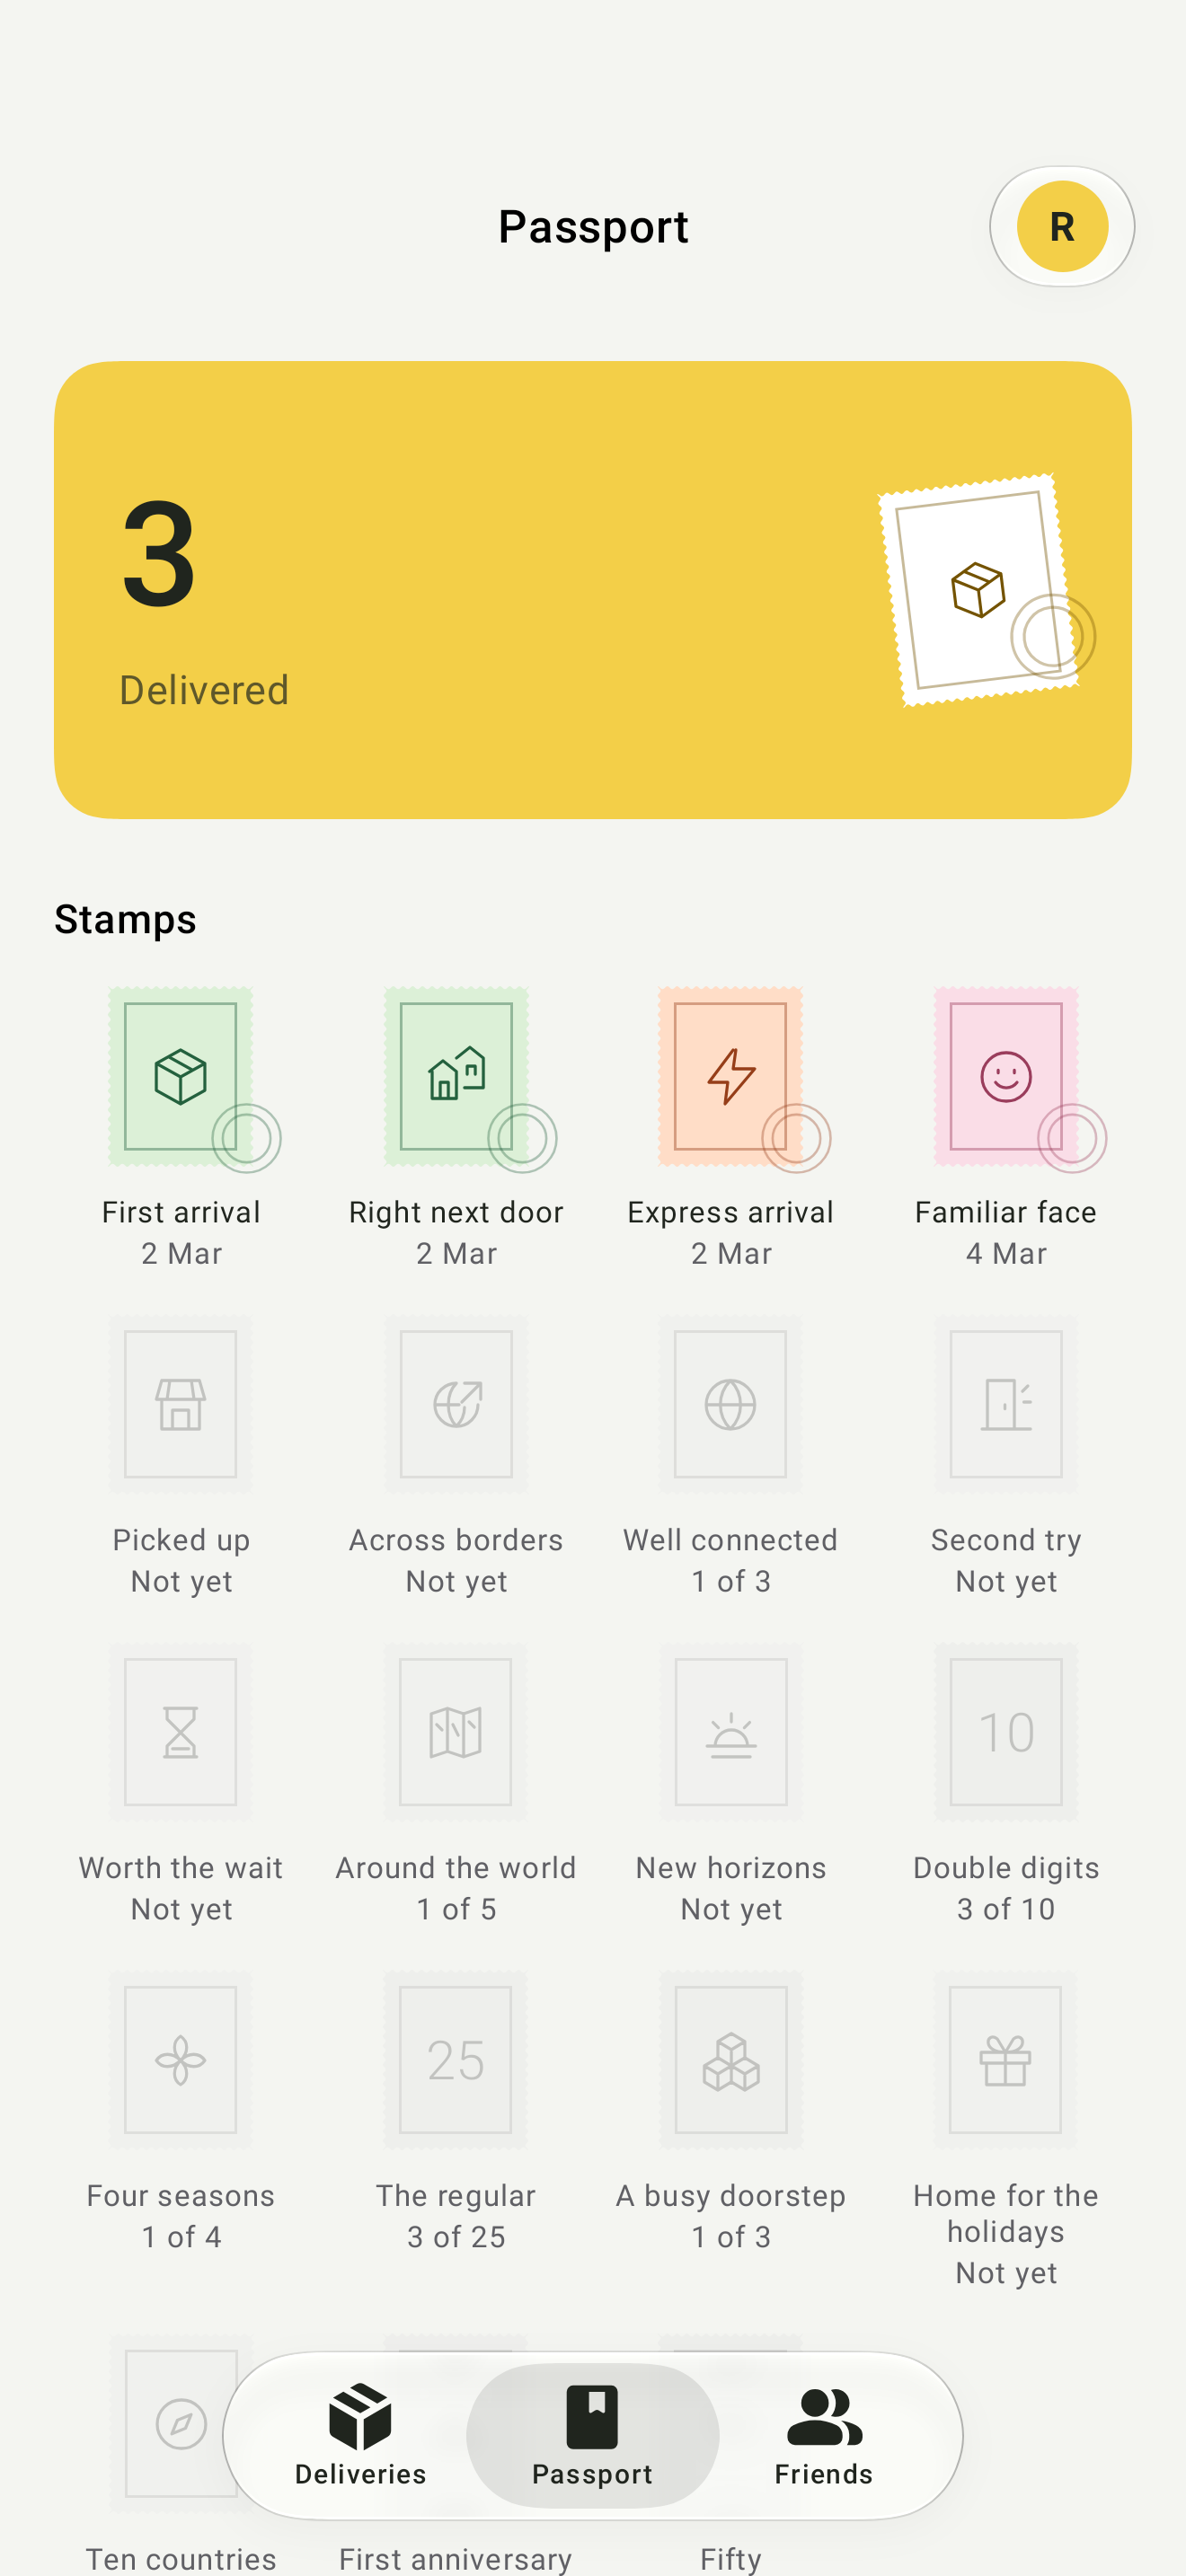 Passport
R
3
Delivered
Stamps
First arrival
2 Mar
Right next door
2 Mar
Express arrival
2 Mar
Familiar face
4 Mar
Picked up
Not yet
Across borders
Not yet
Well connected
1 of 3
Second try
Not yet
Worth the wait
Not yet
Around the world
1 of 5
New horizons
Not yet
10
Double digits
3 of 10
Four seasons
1 of 4
25
The regular
3 of 25
A busy doorstep
1 of 3
Home for the
holidays
Not yet
Deliveries
Passport
Friends
Ten countries
First anniversary
Fifty